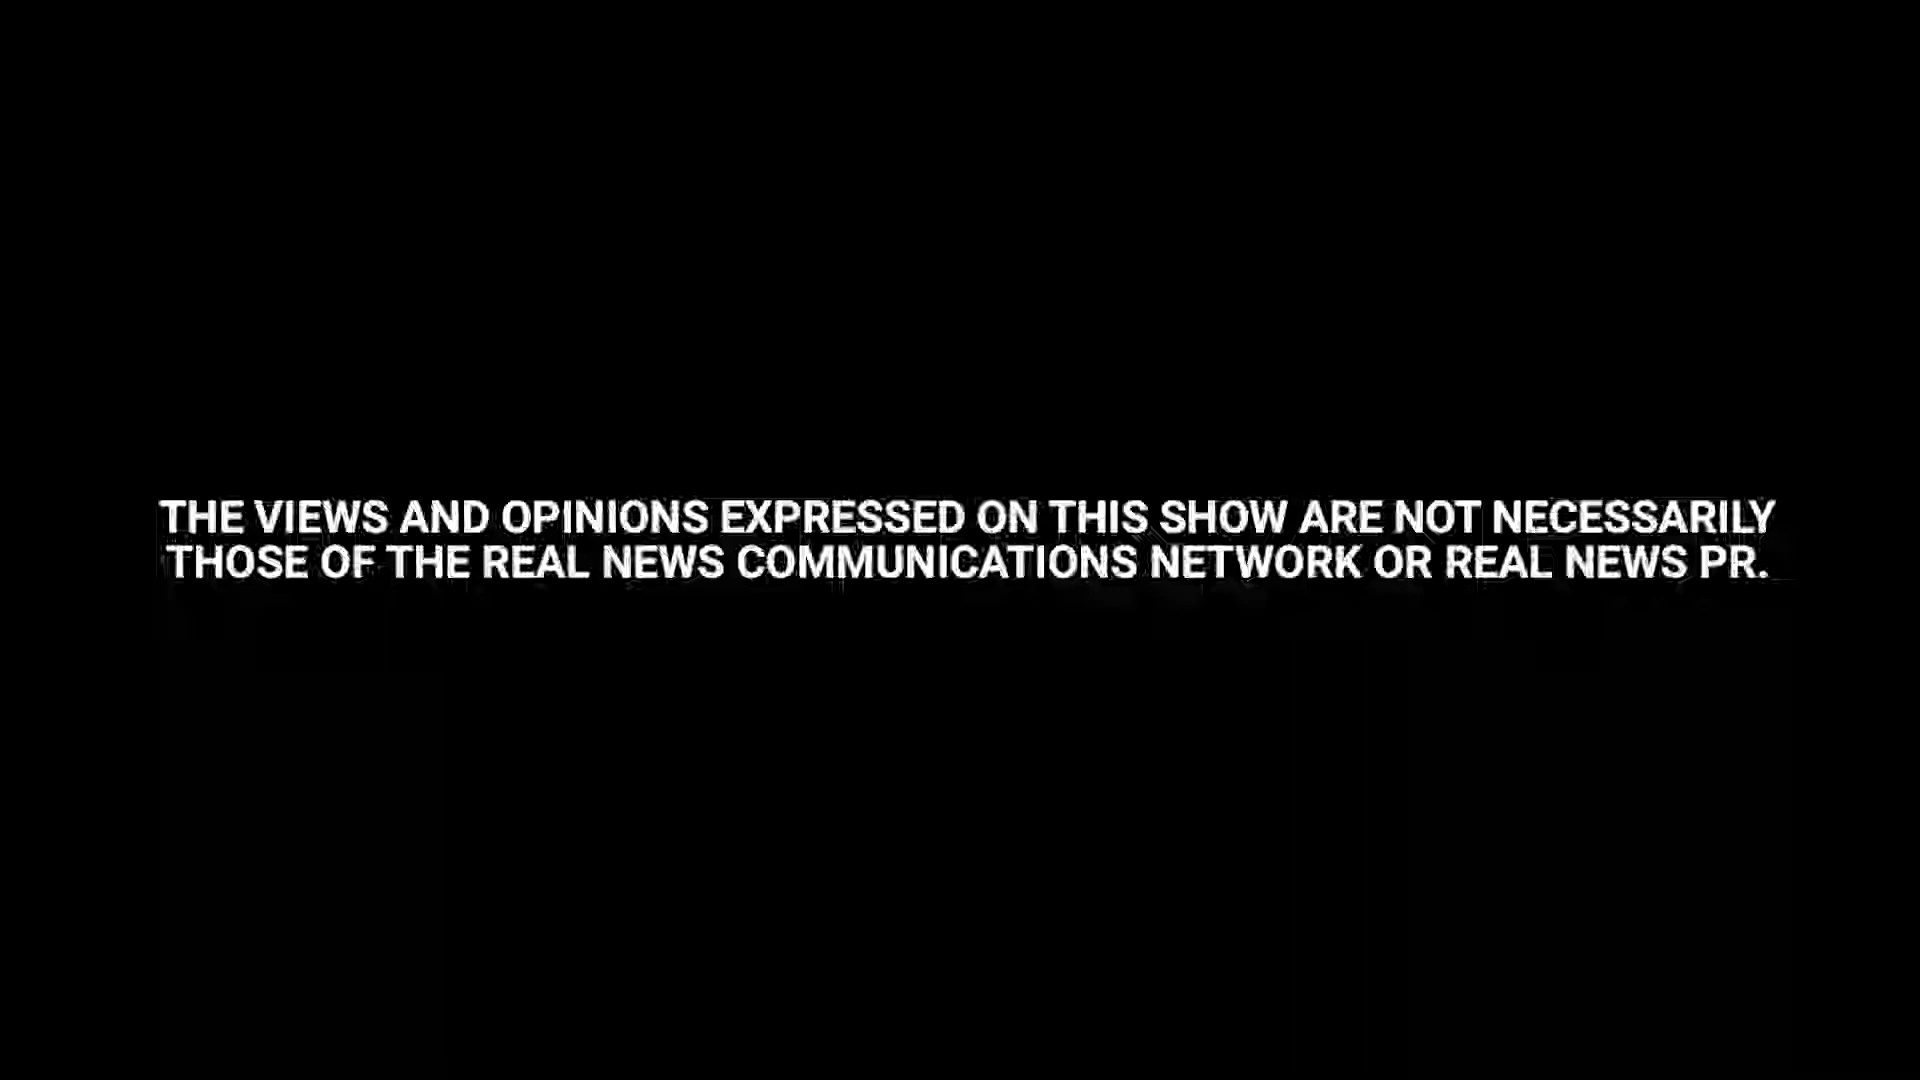 THE VIEWS AND OPINIONS EXPRESSED ON THIS SHOW ARE NOT NECESSARILY
THOSE OF THE REAL NEWS COMMUNICATIONS NETWORK OR REAL NEWS PR.